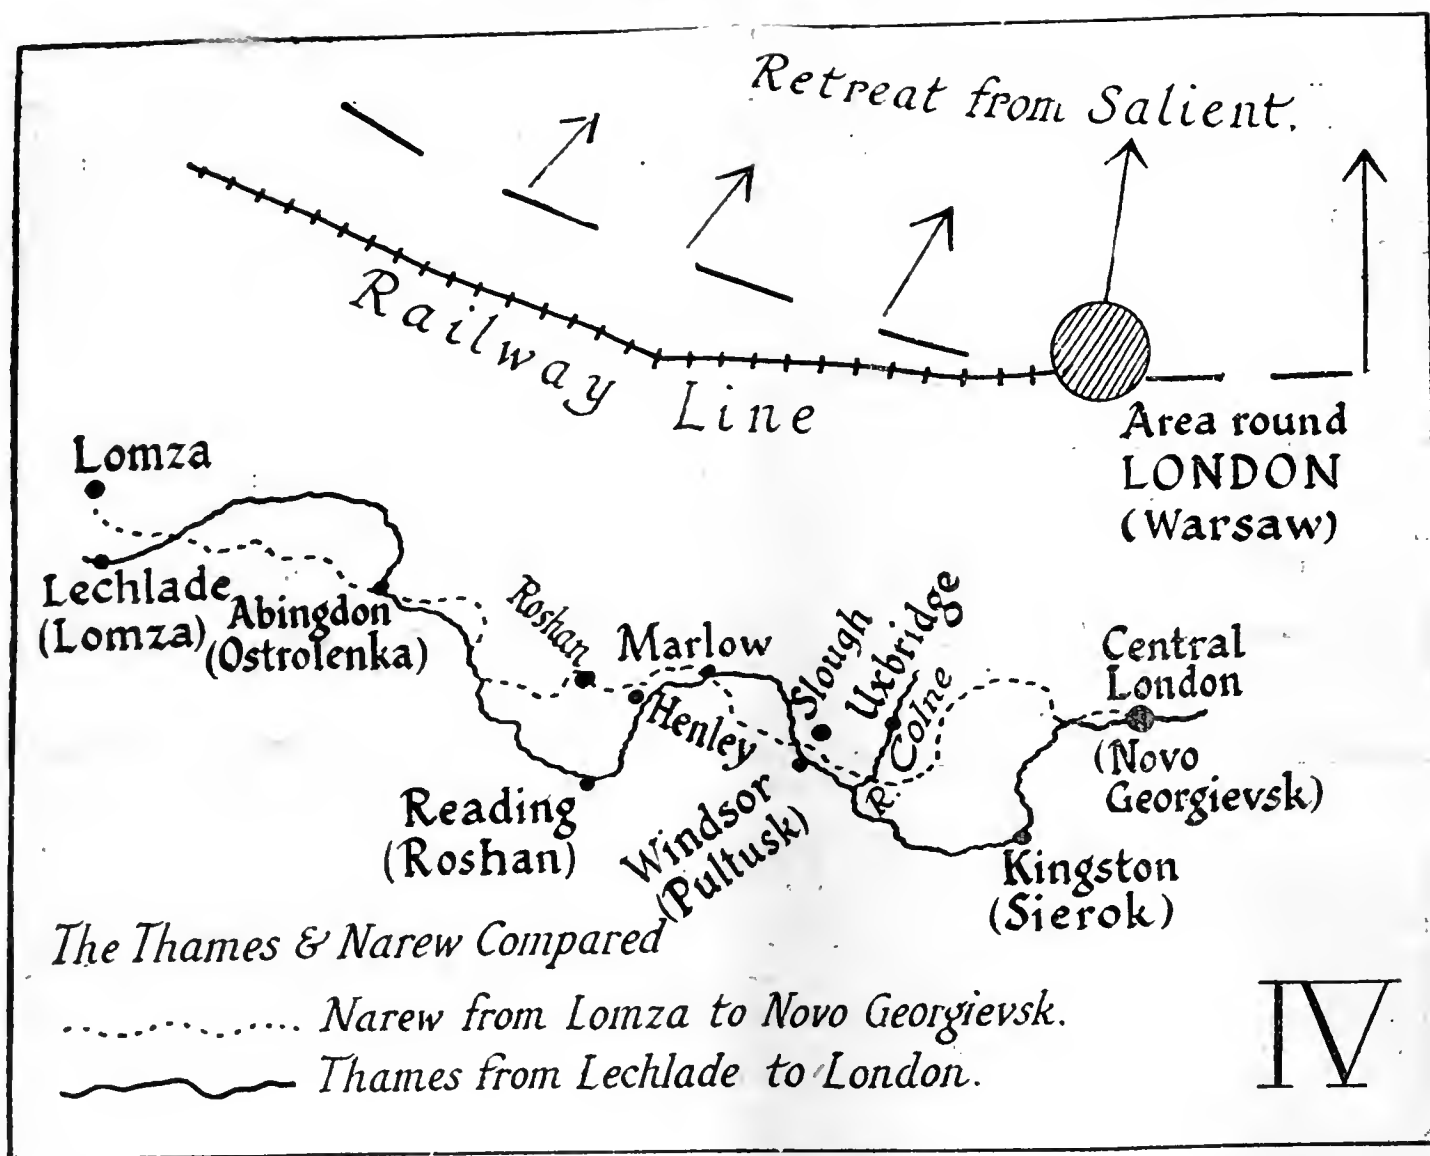 Retreat from Salient.
Railway Line
Area round
LONDON
(Warsaw)
Lomza
Lechlade
(Lomza)
Abingdon
(Ostrolenka)
Roshan
Marlow
Henley
Slough
Uxbridge
R. Colne
Central
London
(Novo
Georgievsk)
Reading
(Roshan)
Windsor
(Pultusk)
Kingston
(Sierok)
The Thames & Narew Compared
Narew from Lomza to Novo Georgievsk.
Thames from Lechlade to London.
IV